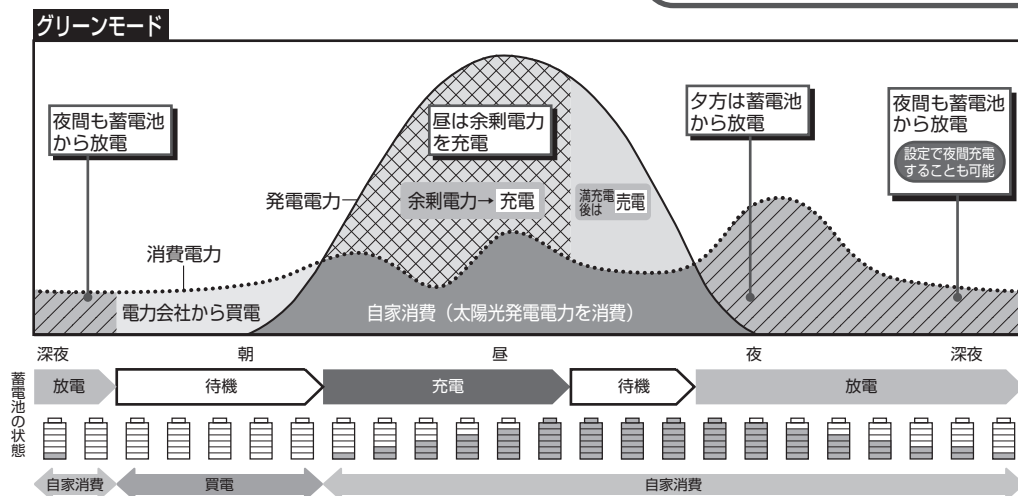 グリーンモード
夜間も蓄電池
から放電
昼は余剰電力
を充電
夕方は蓄電池
から放電
夜間も蓄電池
から放電
設定で夜間充電
することも可能
発電電力
余剰電力→ 充電
満充電
後は 売電
消費電力
電力会社から買電
自家消費（太陽光発電電力を消費）
深夜 朝 昼 夜 深夜
蓄電池の状態
放電 待機 充電 待機 放電
自家消費 買電 自家消費